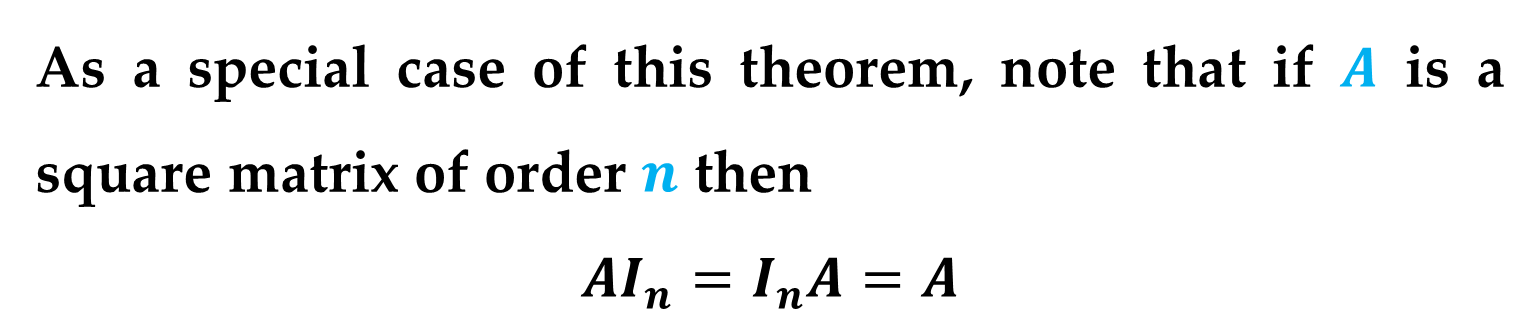 As a special case of this theorem, note that if A is a
square matrix of order n then
AIₙ = IₙA = A